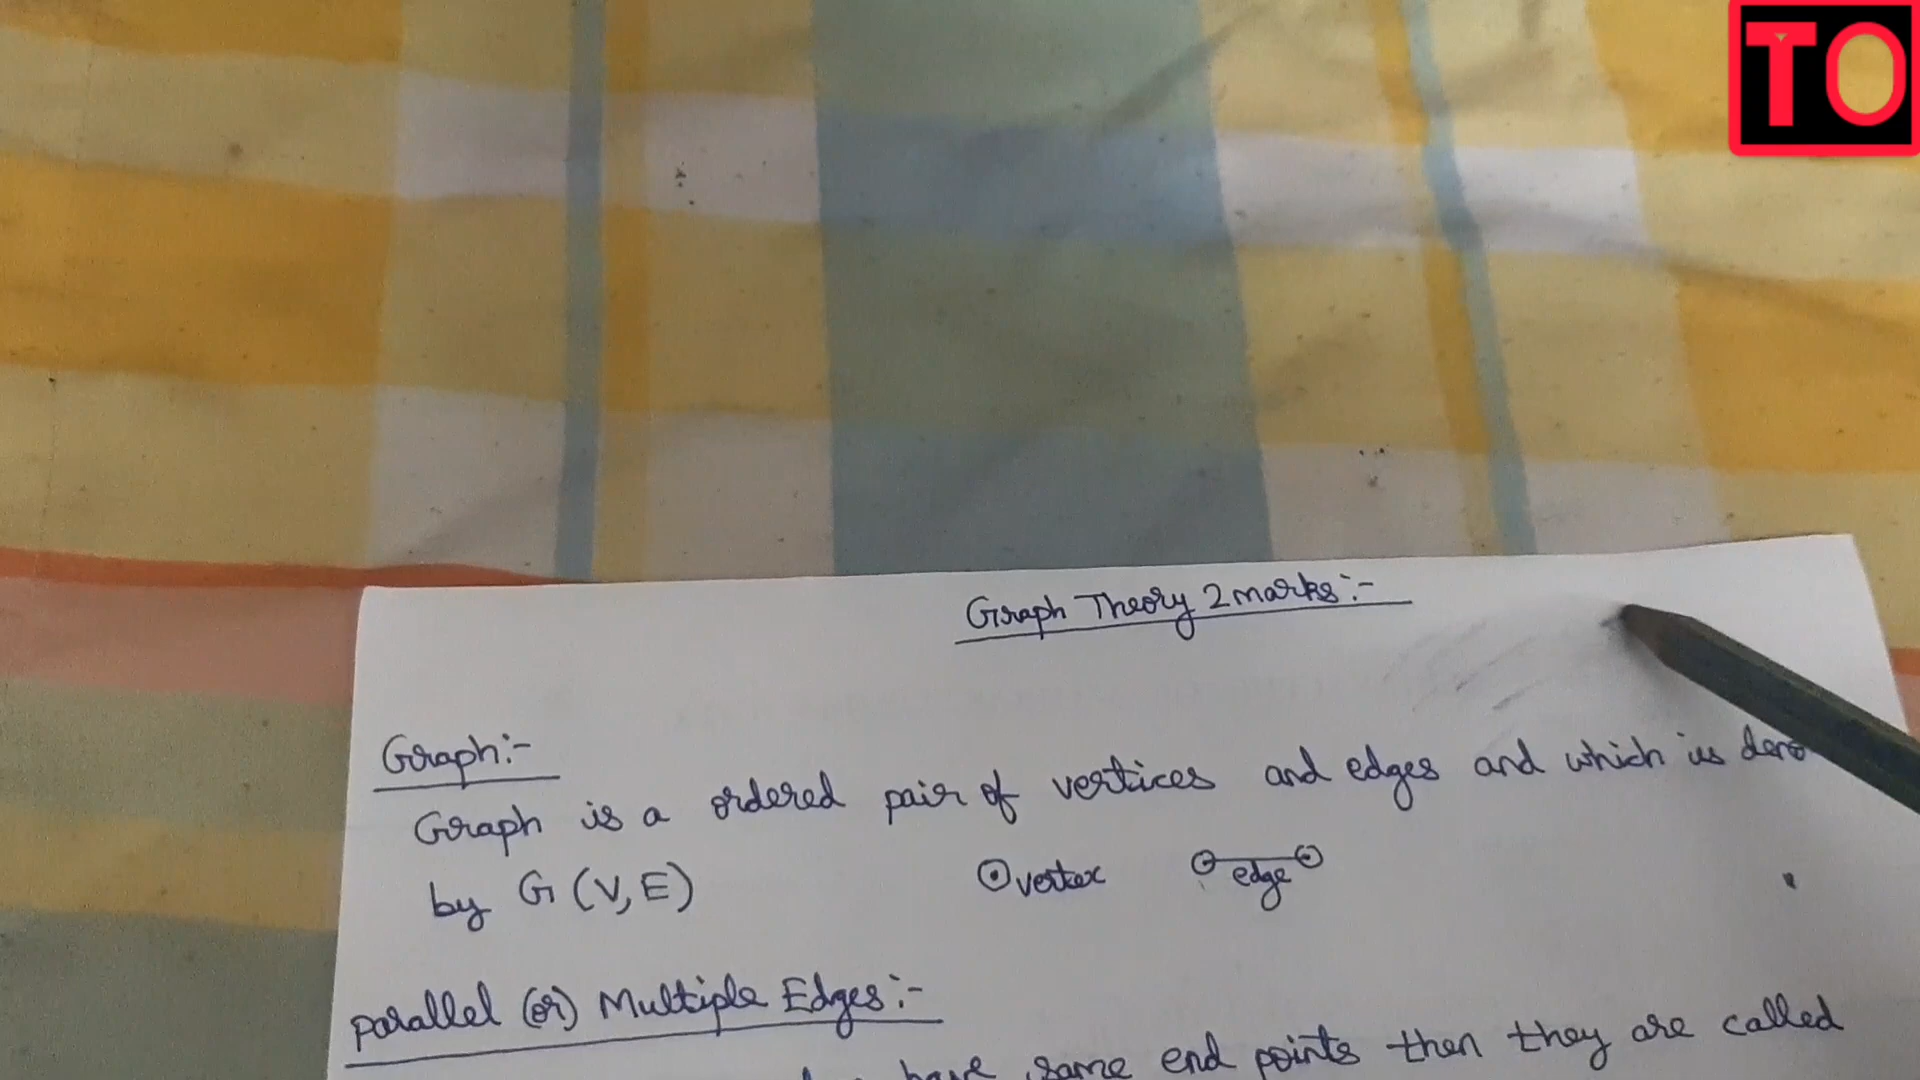 TO
Graph Theory 2marks:-
Graph:-
Graph is a ordered pair of vertices and edges and which is
by G(V,E) vertex edge
parallel (or) Multiple Edges:-
have same end points then they are called